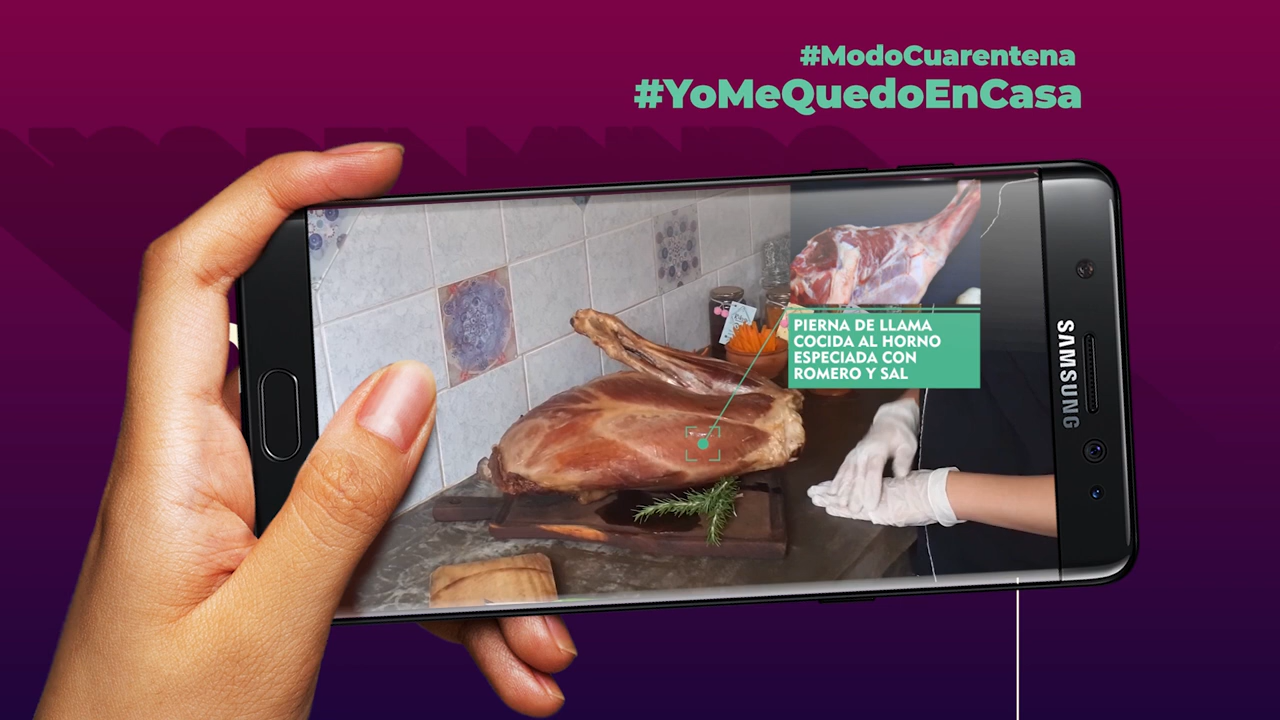 #ModoCuarentena
#YoMeQuedoEnCasa
PIERNA DE LLAMA
COCIDA AL HORNO
ESPECIADA CON
ROMERO Y SAL
SAMSUNG